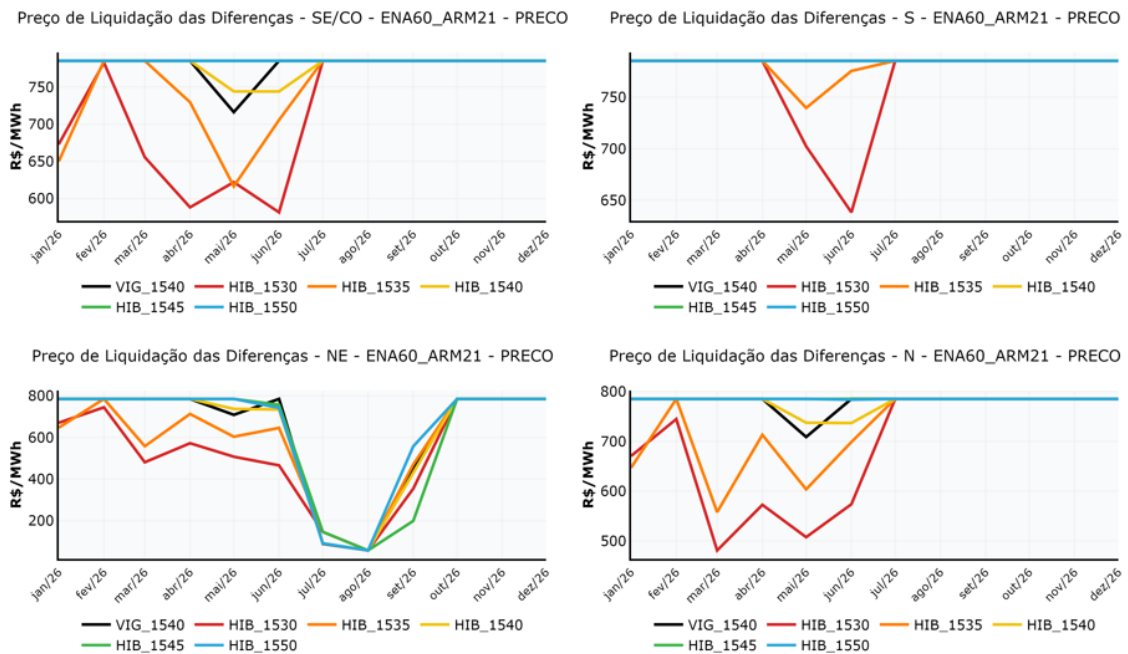 Preço de Liquidação das Diferenças - SE/CO - ENA60_ARM21 - PRECO
R$/MWh
750
700
650
600
jan/26 fev/26 mar/26 abr/26 mai/26 jun/26 jul/26 ago/26 set/26 out/26 nov/26 dez/26
VIG_1540 HIB_1530 HIB_1535 HIB_1540
HIB_1545 HIB_1550
Preço de Liquidação das Diferenças - S - ENA60_ARM21 - PRECO
R$/MWh
750
700
650
jan/26 fev/26 mar/26 abr/26 mai/26 jun/26 jul/26 ago/26 set/26 out/26 nov/26 dez/26
VIG_1540 HIB_1530 HIB_1535 HIB_1540
HIB_1545 HIB_1550
Preço de Liquidação das Diferenças - NE - ENA60_ARM21 - PRECO
R$/MWh
800
600
400
200
jan/26 fev/26 mar/26 abr/26 mai/26 jun/26 jul/26 ago/26 set/26 out/26 nov/26 dez/26
VIG_1540 HIB_1530 HIB_1535 HIB_1540
HIB_1545 HIB_1550
Preço de Liquidação das Diferenças - N - ENA60_ARM21 - PRECO
R$/MWh
800
700
600
500
jan/26 fev/26 mar/26 abr/26 mai/26 jun/26 jul/26 ago/26 set/26 out/26 nov/26 dez/26
VIG_1540 HIB_1530 HIB_1535 HIB_1540
HIB_1545 HIB_1550